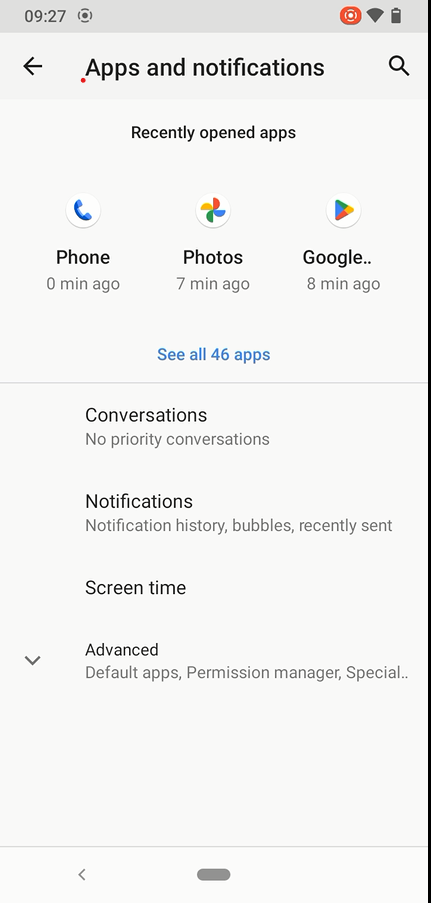 09:27
Apps and notifications
Recently opened apps
Phone
Photos
Google..
0 min ago
7 min ago
8 min ago
See all 46 apps
Conversations
No priority conversations
Notifications
Notification history, bubbles, recently sent
Screen time
Advanced
Default apps, Permission manager, Special..